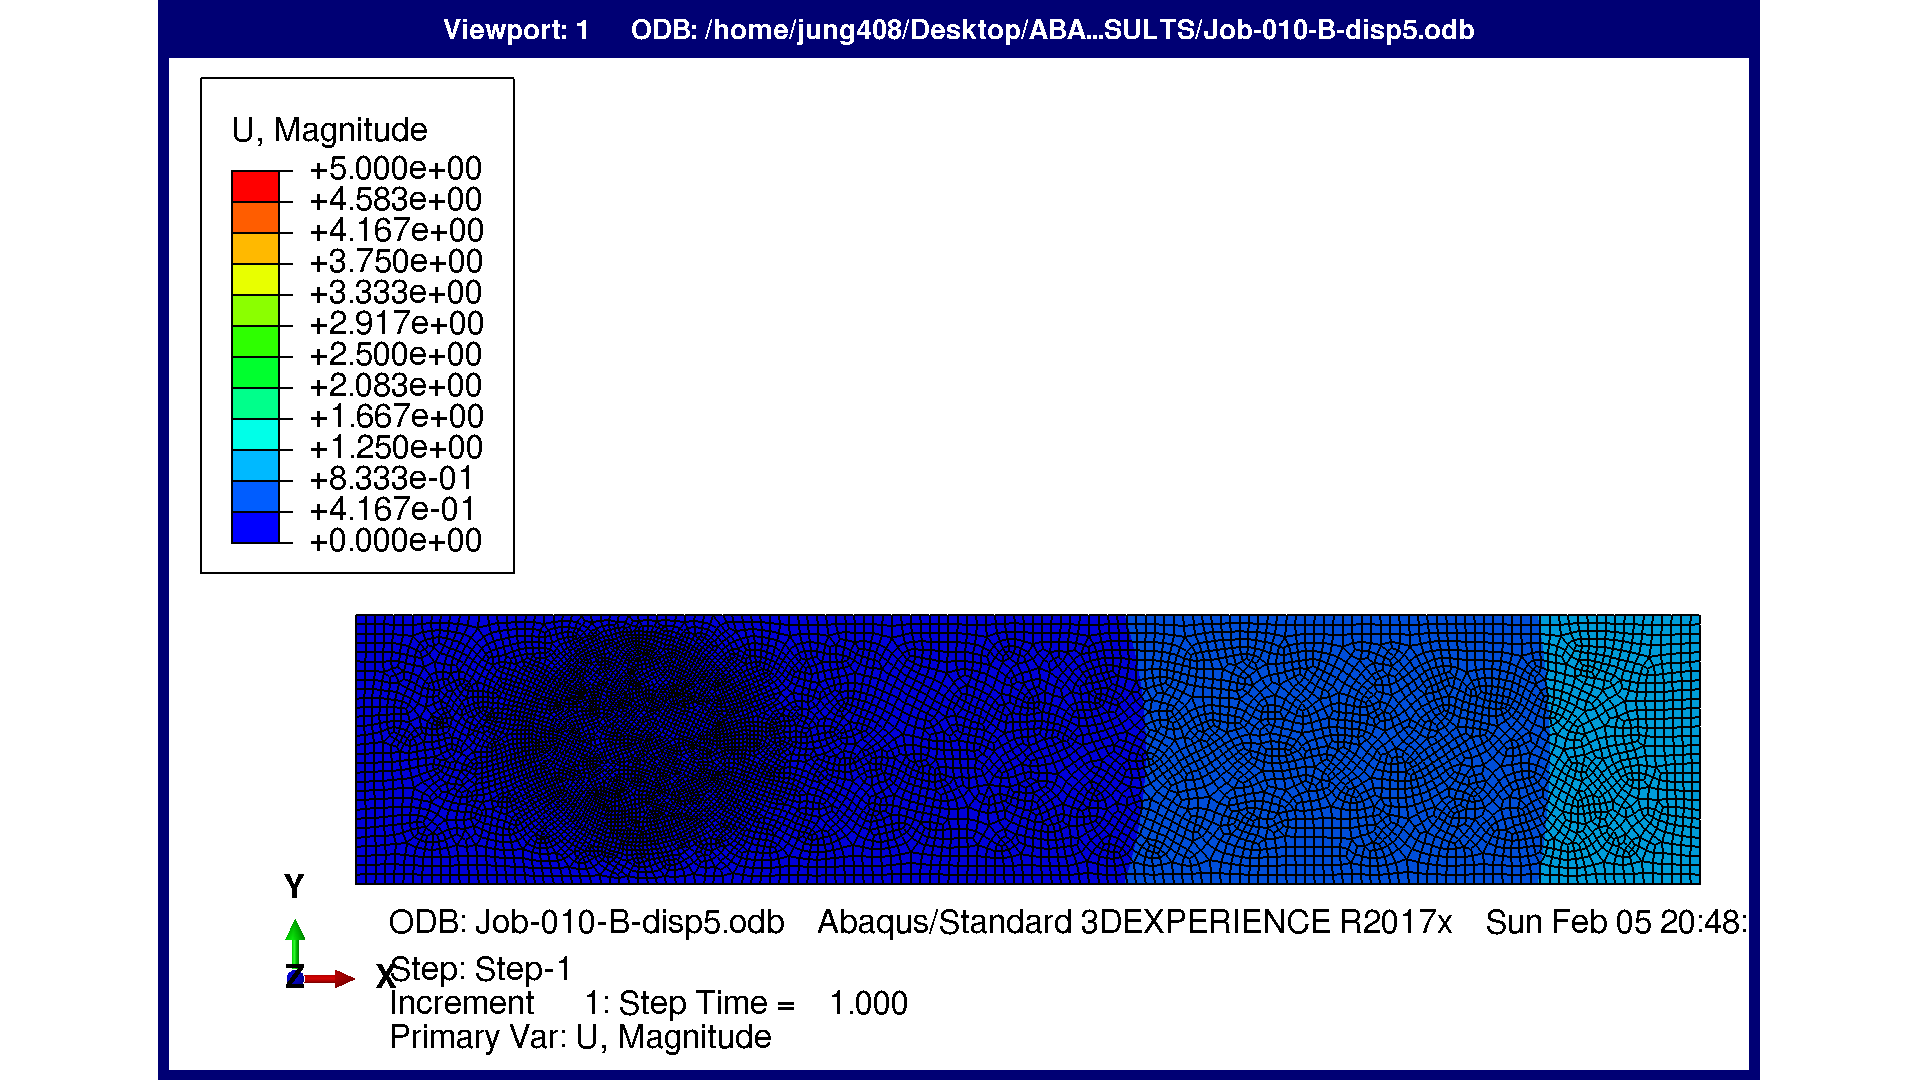 Viewport: 1 ODB: /home/jung408/Desktop/ABA...SULTS/Job-010-B-disp5.odb
U, Magnitude
+5.000e+00
+4.583e+00
+4.167e+00
+3.750e+00
+3.333e+00
+2.917e+00
+2.500e+00
+2.083e+00
+1.667e+00
+1.250e+00
+8.333e-01
+4.167e-01
+0.000e+00
Y
Z
X
ODB: Job-010-B-disp5.odb Abaqus/Standard 3DEXPERIENCE R2017x Sun Feb 05 20:48:
Step: Step-1
Increment 1: Step Time = 1.000
Primary Var: U, Magnitude